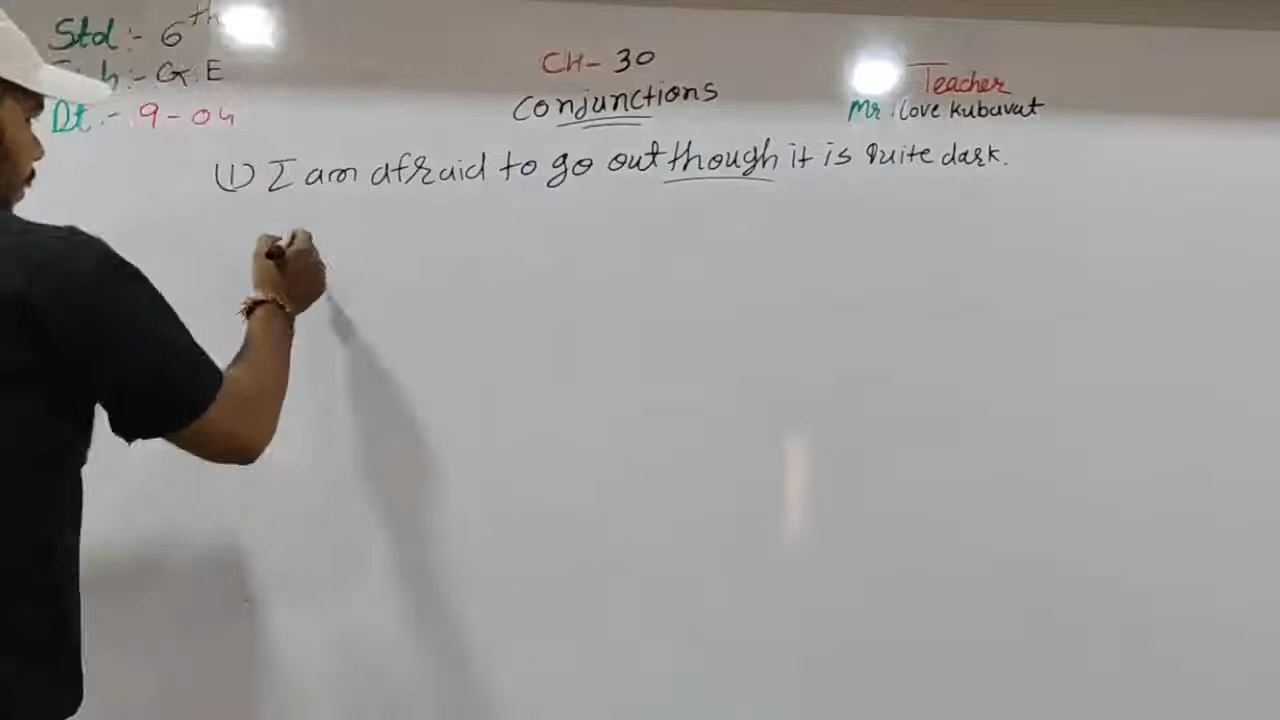 Std :- 6th
:- G.E
Dt :- 9 - 04
CH - 30
Conjunctions
Teacher
Mr. Love Kubavat
(1) I am afraid to go out though it is quite dark.